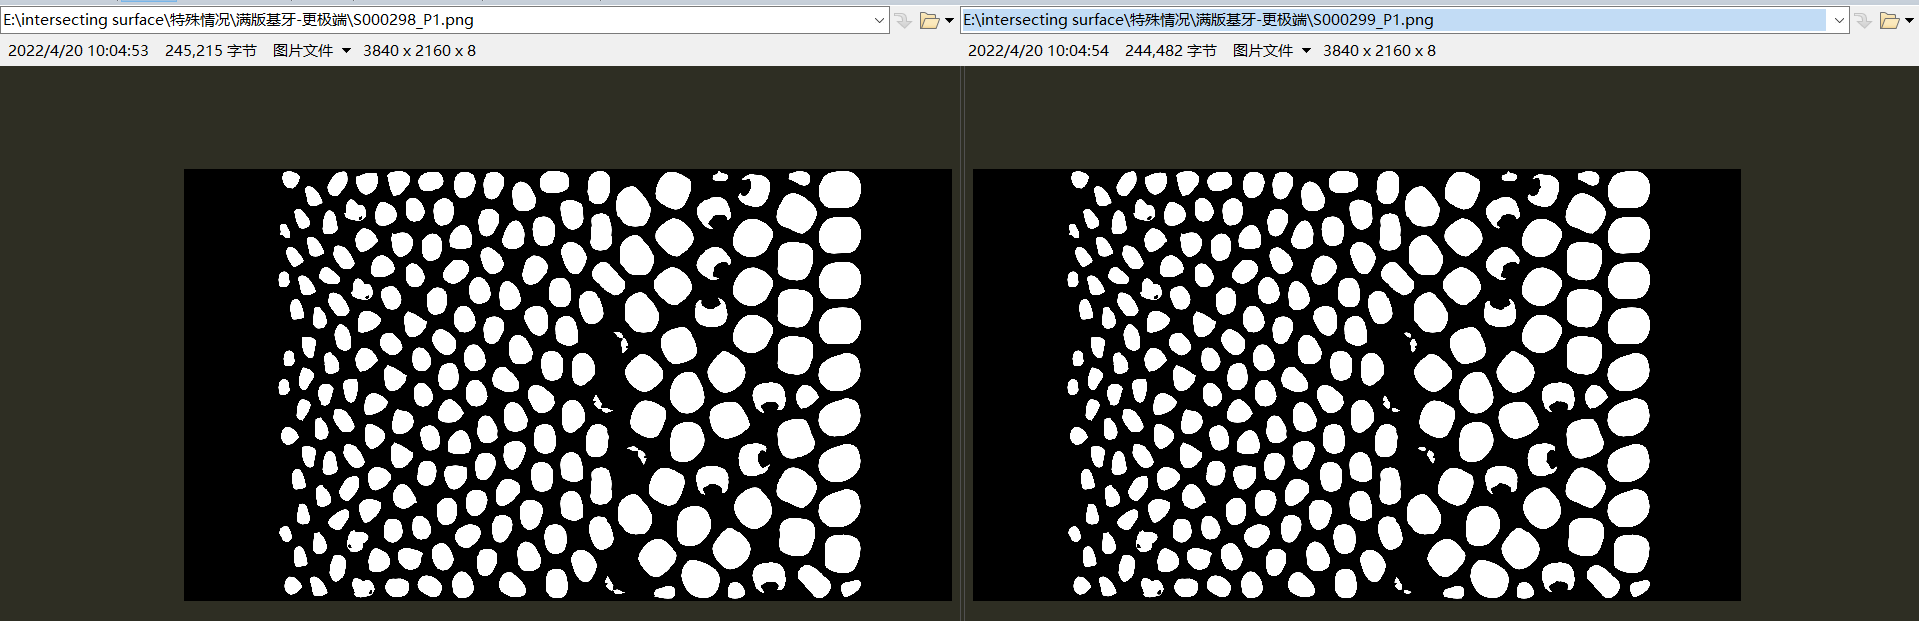 E:\intersecting surface\特殊情况\满版基牙-更极端\S000298_P1.png
2022/4/20 10:04:53 245,215 字节 图片文件 3840 x 2160 x 8
E:\intersecting surface\特殊情况\满版基牙-更极端\S000299_P1.png
2022/4/20 10:04:54 244,482 字节 图片文件 3840 x 2160 x 8